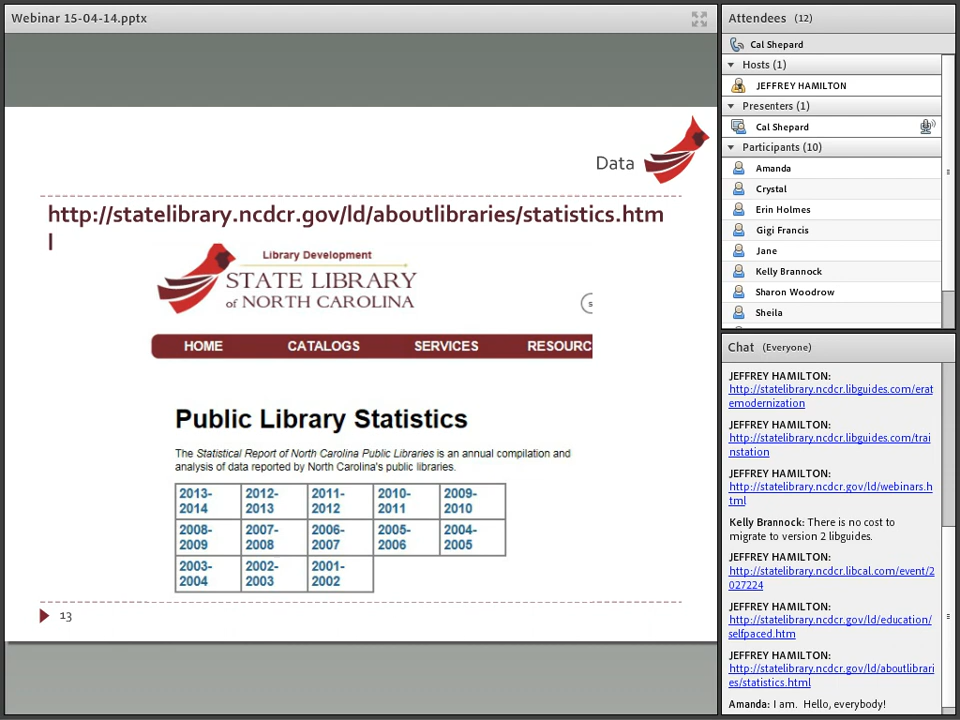 Webinar 15-04-14.pptx
Data
http://statelibrary.ncdcr.gov/ld/aboutlibraries/statistics.htm
l
Library Development
STATE LIBRARY
of NORTH CAROLINA
s
HOME CATALOGS SERVICES RESOURC
Public Library Statistics
The Statistical Report of North Carolina Public Libraries is an annual compilation and
analysis of data reported by North Carolina's public libraries.
2013- 2012- 2011- 2010- 2009-
2014 2013 2012 2011 2010
2008- 2007- 2006- 2005- 2004-
2009 2008 2007 2006 2005
2003- 2002- 2001-
2004 2003 2002
13
Attendees (12)
Cal Shepard
Hosts (1)
JEFFREY HAMILTON
Presenters (1)
Cal Shepard
Participants (10)
Amanda
Crystal
Erin Holmes
Gigi Francis
Jane
Kelly Brannock
Sharon Woodrow
Sheila
Chat (Everyone)
JEFFREY HAMILTON:
http://statelibrary.ncdcr.libguides.com/erat
emodernization
JEFFREY HAMILTON:
http://statelibrary.ncdcr.libguides.com/trai
nstation
JEFFREY HAMILTON:
http://statelibrary.ncdcr.gov/ld/webinars.h
tml
Kelly Brannock: There is no cost to
migrate to version 2 libguides.
JEFFREY HAMILTON:
http://statelibrary.ncdcr.libcal.com/event/2
027224
JEFFREY HAMILTON:
http://statelibrary.ncdcr.gov/ld/education/
selfpaced.htm
JEFFREY HAMILTON:
http://statelibrary.ncdcr.gov/ld/aboutlibrari
es/statistics.html
Amanda: I am. Hello, everybody!